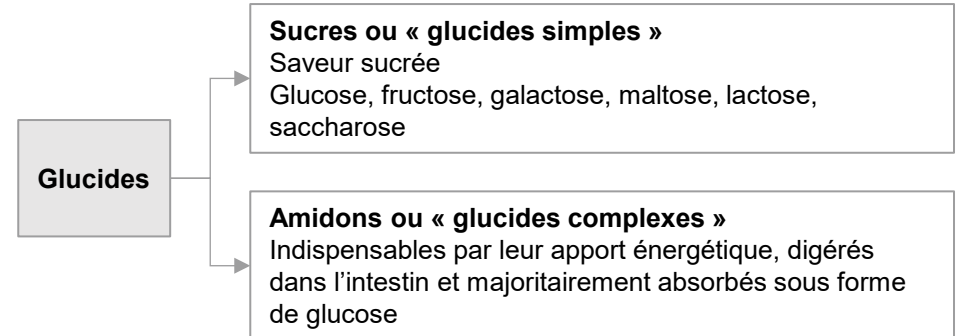 Sucres ou « glucides simples »
Saveur sucrée
Glucose, fructose, galactose, maltose, lactose,
saccharose
Glucides
Amidons ou « glucides complexes »
Indispensables par leur apport énergétique, digérés
dans l’intestin et majoritairement absorbés sous forme
de glucose